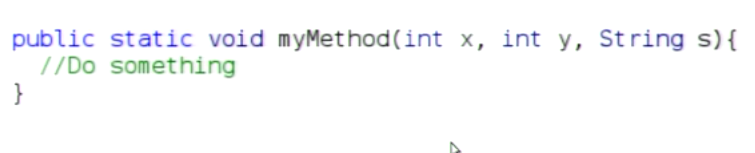 public static void myMethod(int x, int y, String s){
//Do something
}